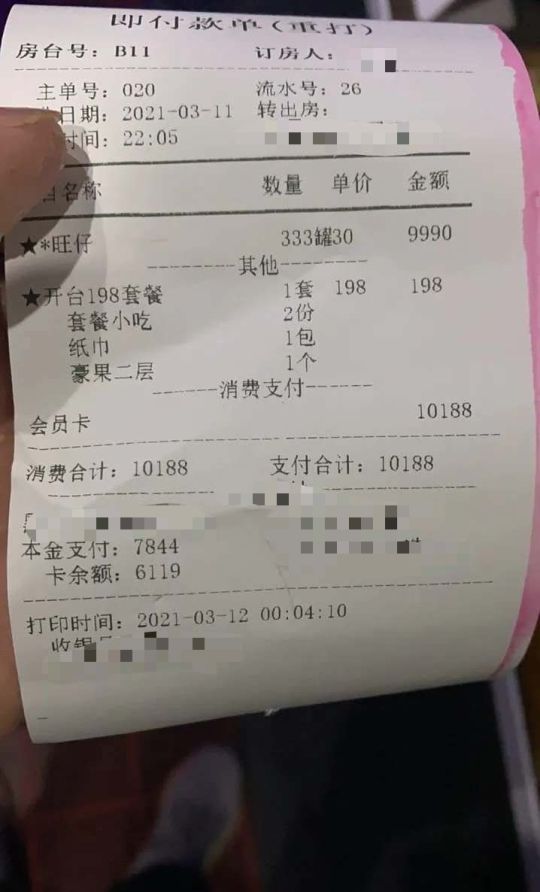 即付款单(重打)
房台号: B11 订房人:
主单号: 020 流水号: 26
日期: 2021-03-11 转出房:
时间: 22:05
名称 数量 单价 金额
★*旺仔 333罐30 9990
-------其他-------
★开台198套餐 1套 198 198
套餐小吃 2份
纸巾 1包
豪果二层 1个
-------消费支付-------
会员卡 10188
消费合计: 10188 支付合计: 10188
本金支付: 7844
卡余额: 6119
打印时间: 2021-03-12 00:04:10
收银